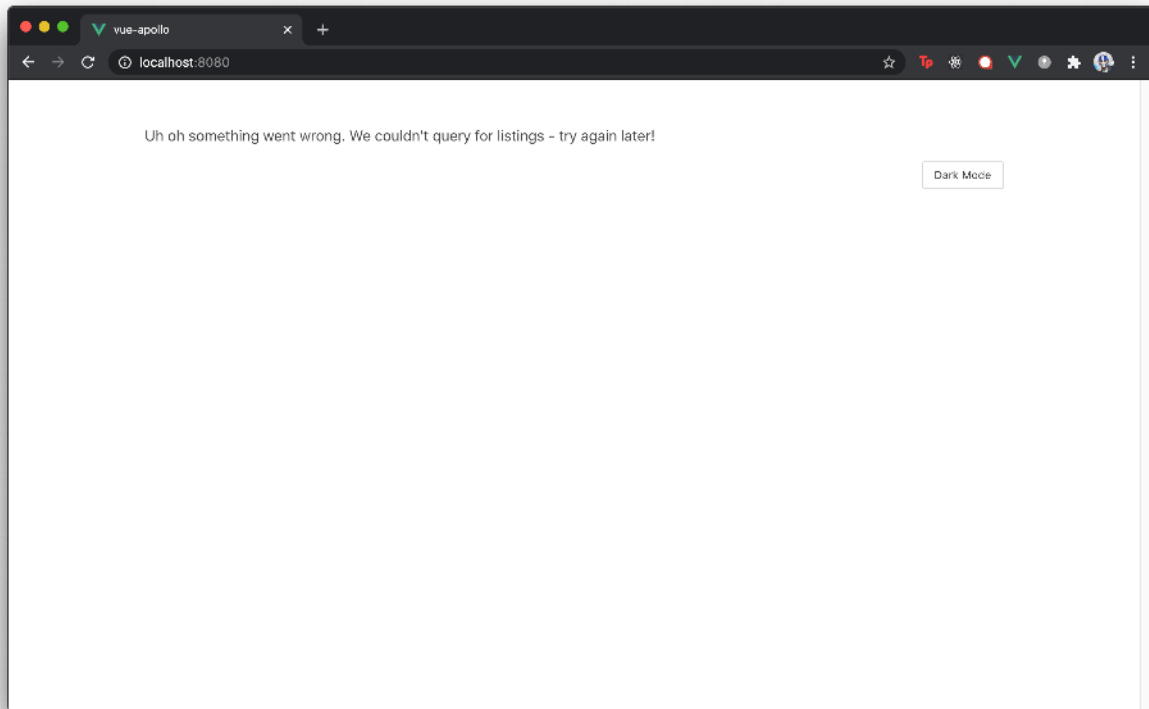 vue-apollo
localhost:8080
Tp
Uh oh something went wrong. We couldn't query for listings - try again later!
Dark Mode